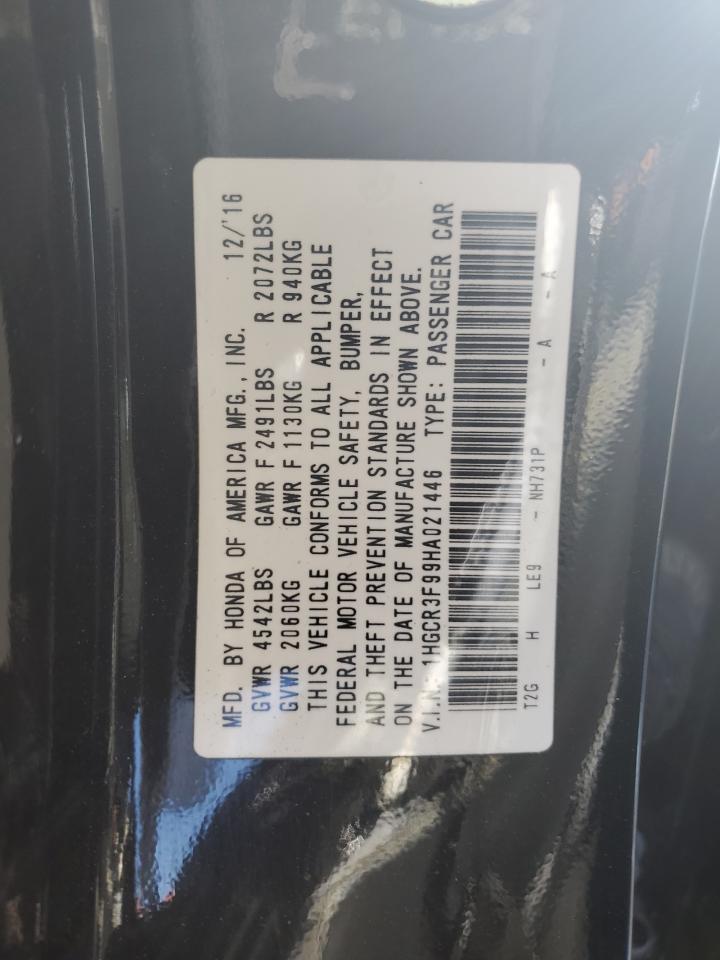 MFD. BY HONDA OF AMERICA MFG., INC. 12/'16
GVWR 4542LBS GAWR F 2491LBS R 2072LBS
GVWR 2060KG GAWR F 1130KG R 940KG
THIS VEHICLE CONFORMS TO ALL APPLICABLE
FEDERAL MOTOR VEHICLE SAFETY, BUMPER,
AND THEFT PREVENTION STANDARDS IN EFFECT
ON THE DATE OF MANUFACTURE SHOWN ABOVE.
V.I.N.: 1HGCR3F99HA021446 TYPE: PASSENGER CAR
T2G H LE9 - NH731P - A - A